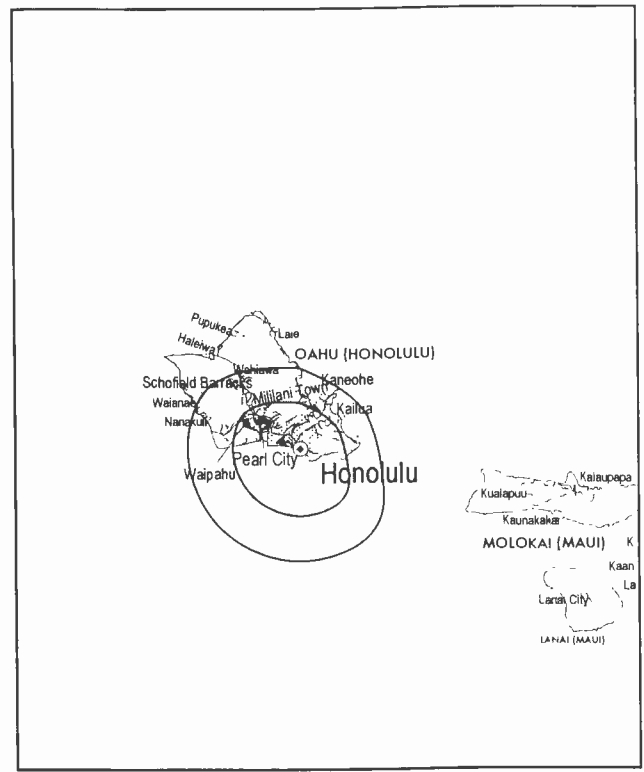 Pupukea
Laie
Haleiwa
OAHU (HONOLULU)
Wahiawa
Schofield Barracks
Kaneohe
Mililani Town
Waianae
Kailua
Nanakuli
Pearl City
Waipahu
Honolulu
Kalaupapa
Kualapuu
Kaunakakai
MOLOKAI (MAUI)
K
Kaan
La
Lanai City
LANAI (MAUI)